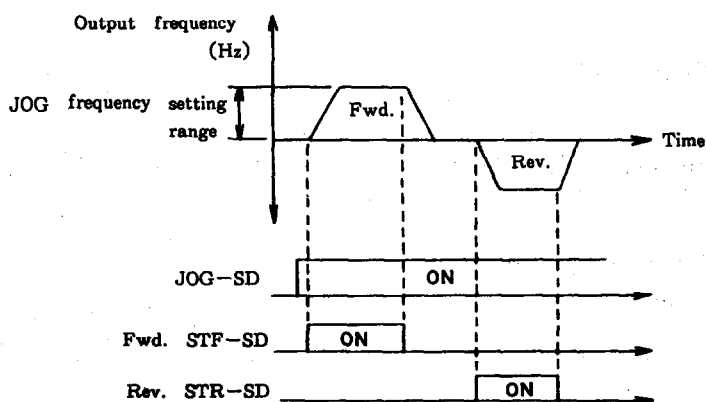 Output frequency
(Hz)
JOG frequency setting
range
Fwd.
Time
Rev.
JOG-SD
ON
Fwd. STF-SD
ON
Rev. STR-SD
ON